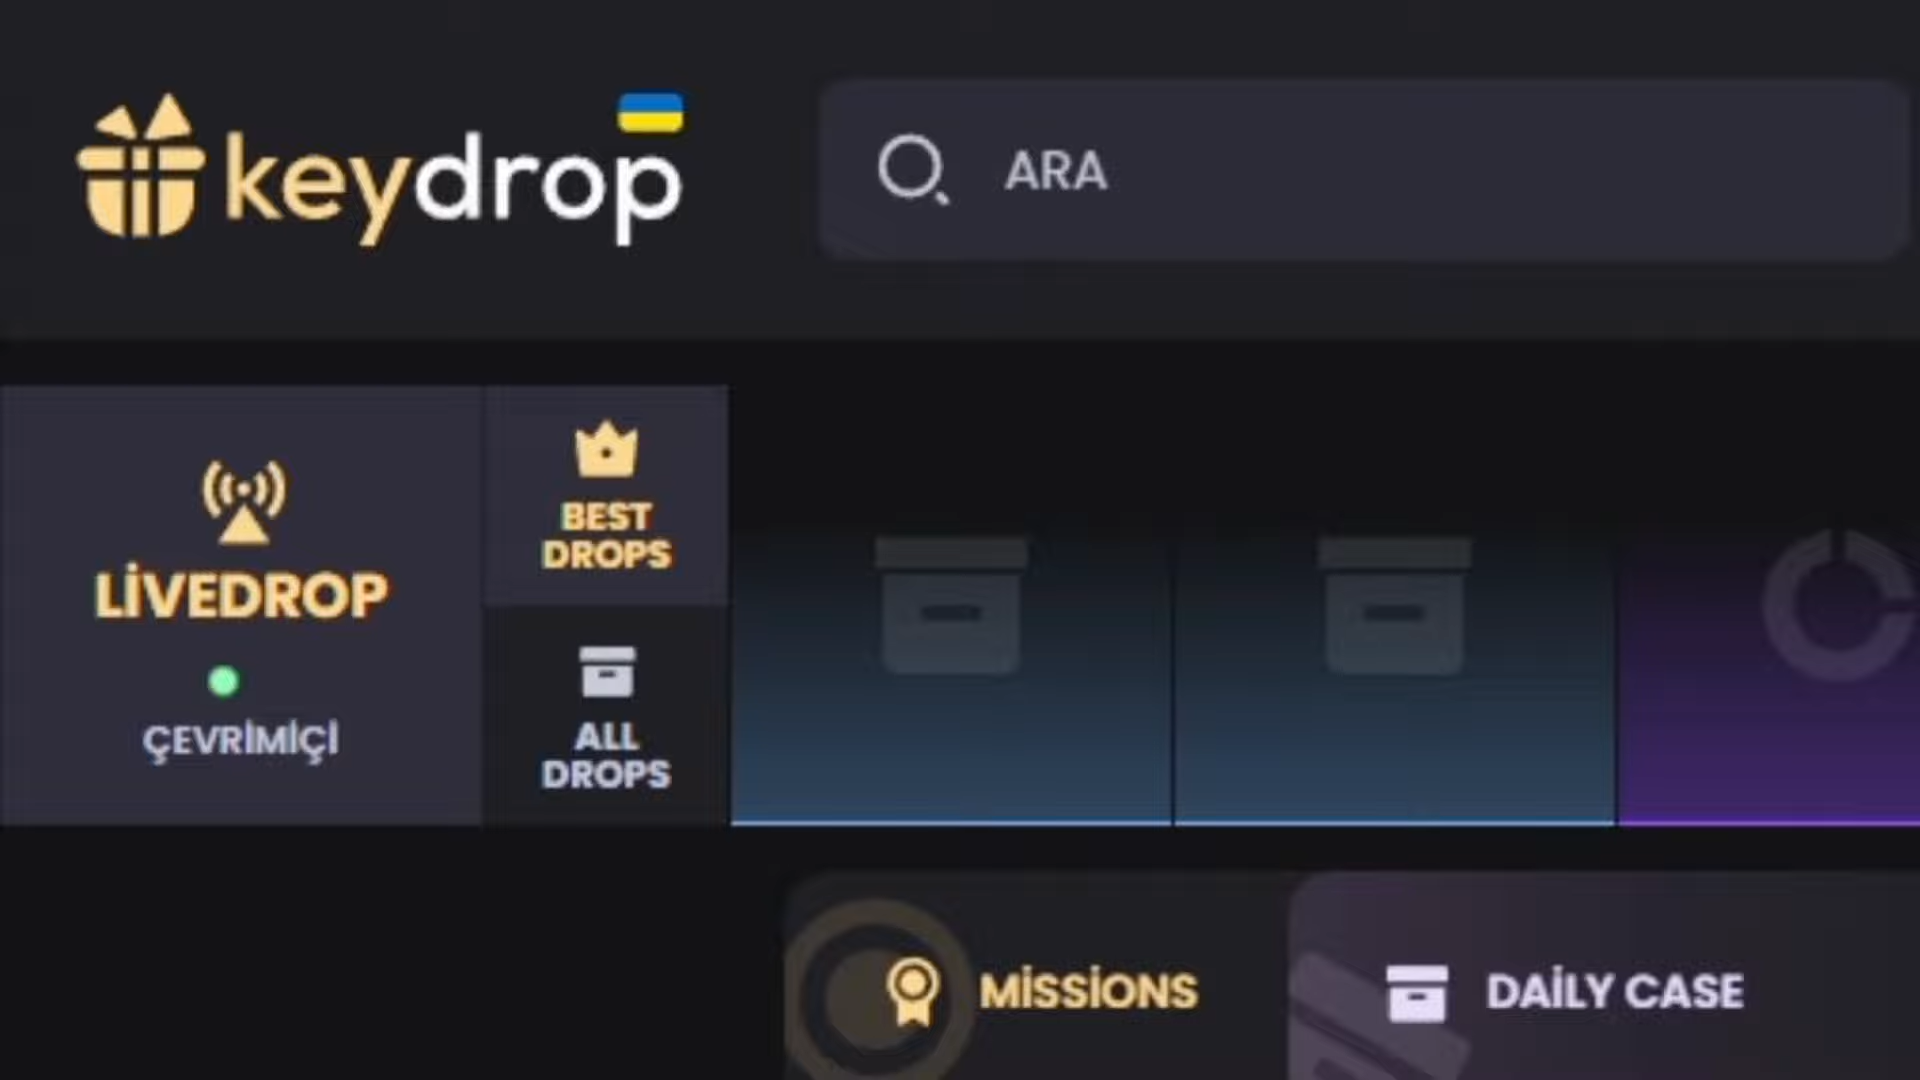 keydrop
ARA
LİVEDROP
ÇEVRİMİÇİ
BEST
DROPS
ALL
DROPS
MİSSİONS
DAİLY CASE